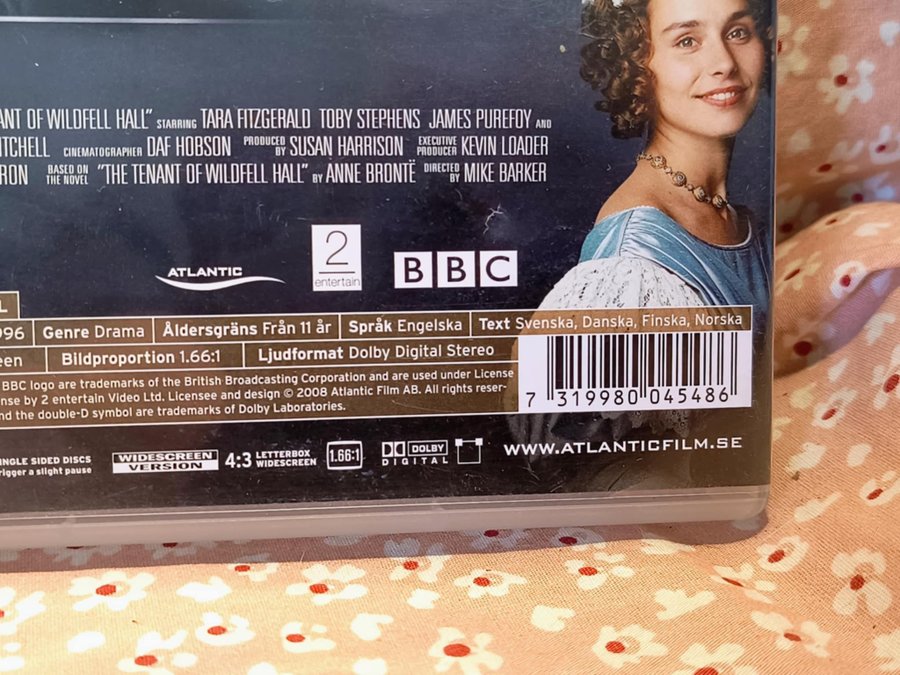 ANT OF WILDFELL HALL" STARRING TARA FITZGERALD TOBY STEPHENS JAMES PUREFOY AND
ITCHELL CINEMATOGRAPHER DAF HOBSON PRODUCED BY SUSAN HARRISON EXECUTIVE PRODUCER KEVIN LOADER
RON BASED ON THE NOVEL "THE TENANT OF WILDFELL HALL" BY ANNE BRONTË DIRECTED BY MIKE BARKER
ATLANTIC
2
entertain
BBC
L
996 Genre Drama Åldersgräns Från 11 år Språk Engelska Text Svenska, Danska, Finska, Norska
een Bildproportion 1.66:1 Ljudformat Dolby Digital Stereo
BBC logo are trademarks of the British Broadcasting Corporation and are used under License
nse by 2 entertain Video Ltd. Licensee and design © 2008 Atlantic Film AB. All rights reser-
nd the double-D symbol are trademarks of Dolby Laboratories.
7 319980 045486
NGLE SIDED DISCS
rigger a slight pause
WIDESCREEN
VERSION
4:3 LETTERBOX
WIDESCREEN
1.66:1
DOLBY
DIGITAL
WWW.ATLANTICFILM.SE